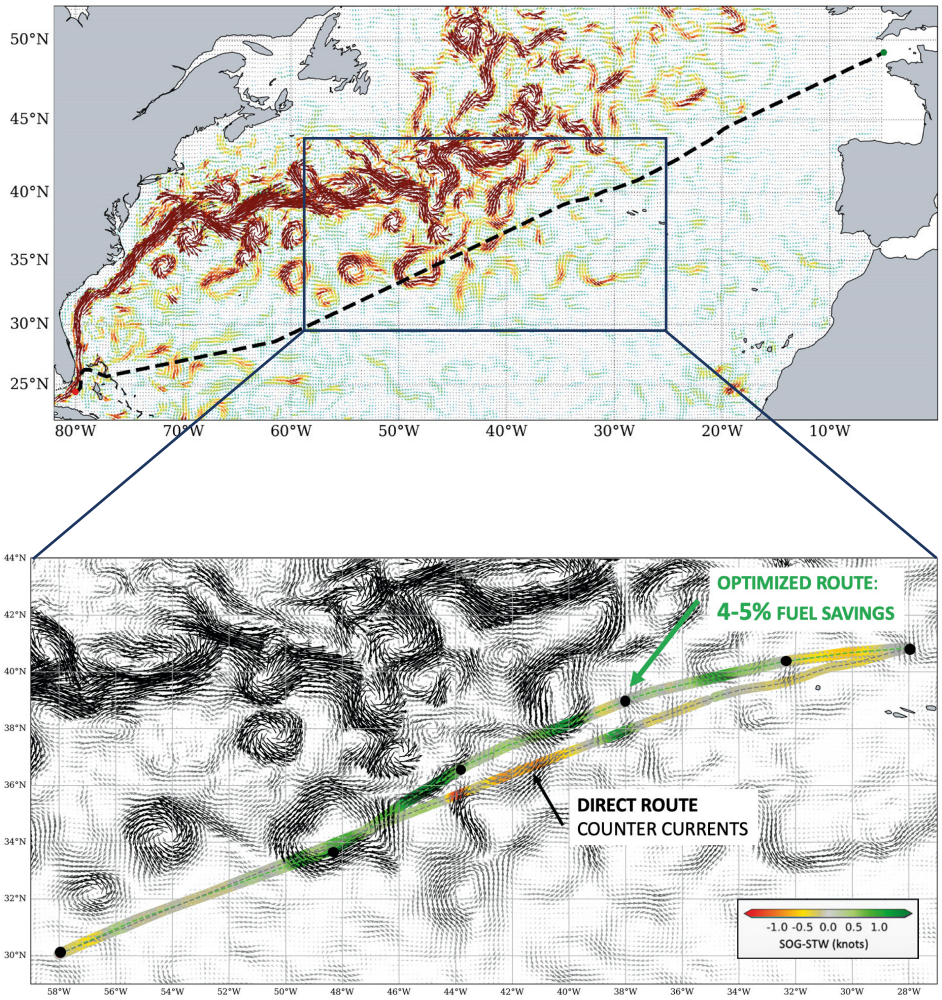 50°N
45°N
40°N
35°N
30°N
25°N
80°W 70°W 60°W 50°W 40°W 30°W 20°W 10°W
44°N
42°N
40°N
38°N
36°N
34°N
32°N
30°N
OPTIMIZED ROUTE:
4-5% FUEL SAVINGS
DIRECT ROUTE
COUNTER CURRENTS
-1.0 -0.5 0.0 0.5 1.0
SOG-STW (knots)
58°W 56°W 54°W 52°W 50°W 48°W 46°W 44°W 42°W 40°W 38°W 36°W 34°W 32°W 30°W 28°W